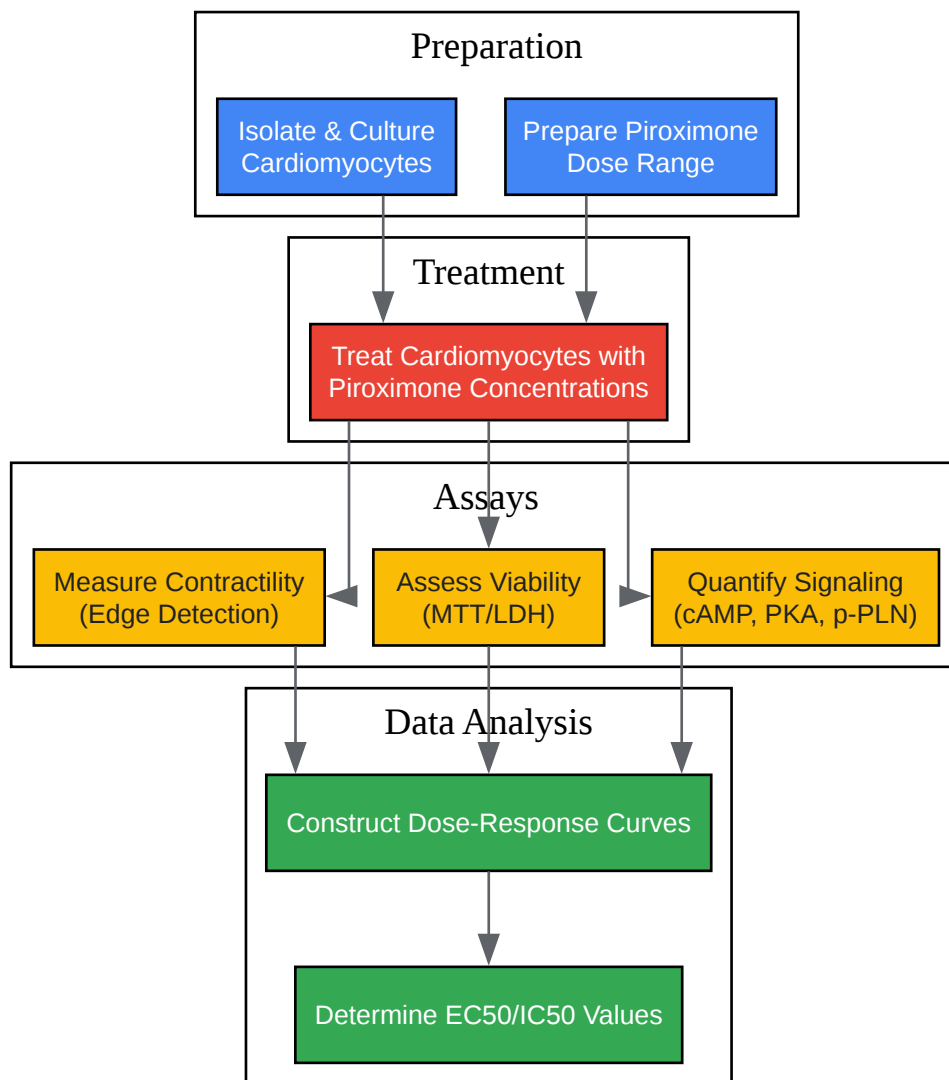 Preparation
Isolate & Culture
Cardiomyocytes
Prepare Piroximone
Dose Range
Treatment
Treat Cardiomyocytes with
Piroximone Concentrations
Assays
Measure Contractility
(Edge Detection)
Assess Viability
(MTT/LDH)
Quantify Signaling
(cAMP, PKA, p-PLN)
Data Analysis
Construct Dose-Response Curves
Determine EC50/IC50 Values